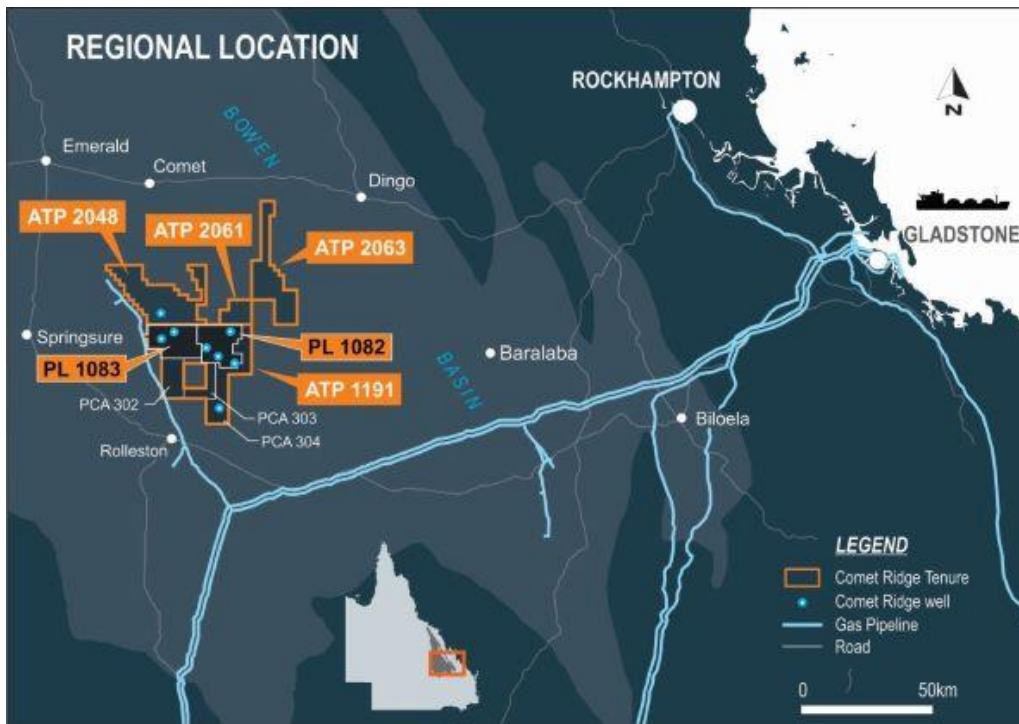 REGIONAL LOCATION
ROCKHAMPTON
N
BOWEN
Emerald
Comet
Dingo
ATP 2048
ATP 2061
ATP 2063
GLADSTONE
Springsure
PL 1082
PL 1083
Baralaba
BASIN
ATP 1191
PCA 302
PCA 303
PCA 304
Biloela
Rolleston
LEGEND
Comet Ridge Tenure
Comet Ridge well
Gas Pipeline
Road
0 50km